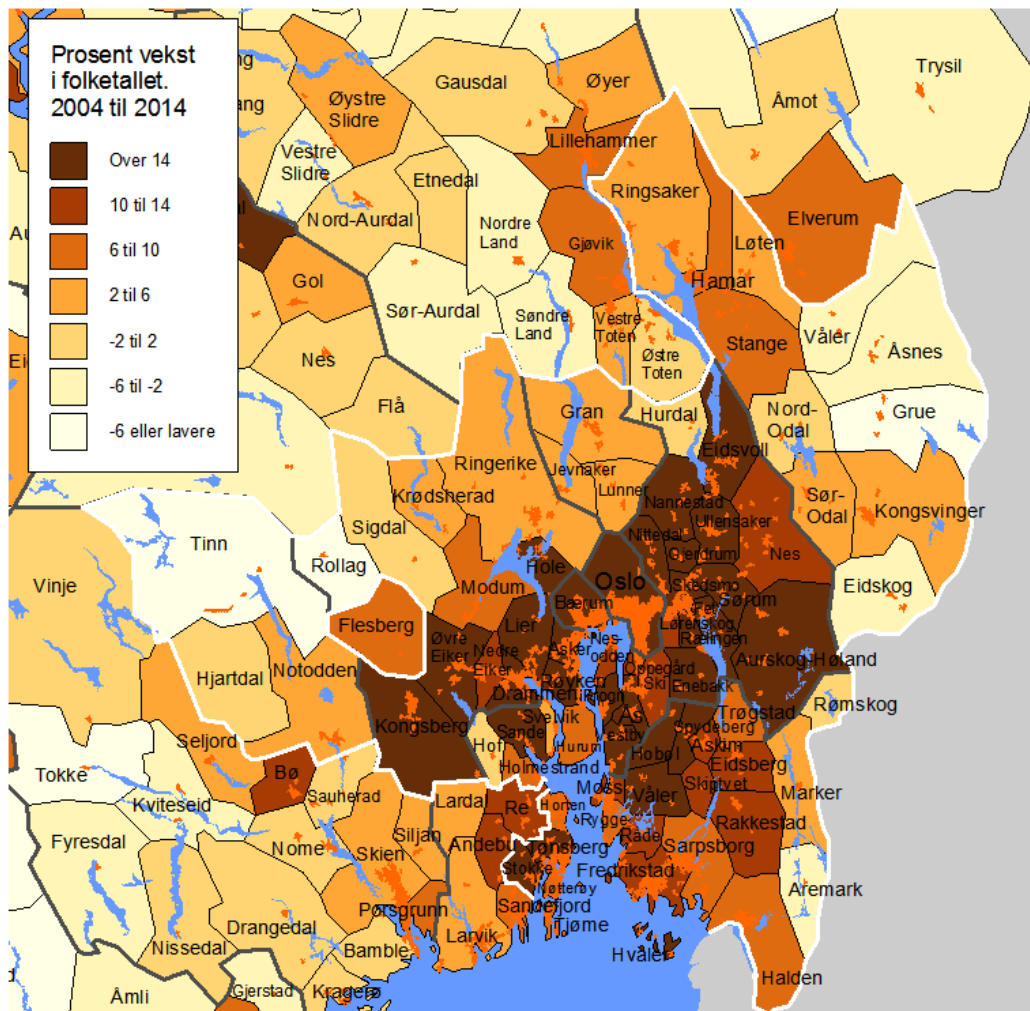 Prosent vekst
i folketallet.
2004 til 2014
Over 14
10 til 14
6 til 10
2 til 6
-2 til 2
-6 til -2
-6 eller lavere
Trysil
Gausdal
Øyer
Åmot
Øystre
Slidre
Lillehammer
Vestre
Slidre
Etnedal
Ringsaker
Elverum
Nord-Aurdal
Nordre
Land
Gjøvik
Løten
Gol
Hamar
Sør-Aurdal
Søndre
Land
Vestre
Toten
Østre
Toten
Stange
Våler
Åsnes
Nes
Flå
Gran
Hurdal
Nord-
Odal
Grue
Eidsvoll
Ringerike
Jevnaker
Krødsherad
Lunner
Nannestad
Sør-
Odal
Kongsvinger
Sigdal
Ullensaker
Nittedal
Tinn
Gjerdrum
Nes
Rollag
Hole
Oslo
Eidskog
Vinje
Modum
Skedsmo
Bærum
Fet
Sørum
Flesberg
Lier
Lørenskog
Rælingen
Øvre
Eiker
Nedre
Eiker
Asker
Nes-
odden
Aurskog-Høland
Hjartdal
Notodden
Røyken
Oppegård
Ski
Enebakk
Drammen
Frogn
Rømskog
Kongsberg
Svelvik
Ås
Trøgstad
Spydeberg
Sande
Vestby
Seljord
Hof
Hurum
Hobøl
Askim
Tokke
Bø
Holmestrand
Eidsberg
Kviteseid
Sauherad
Lardal
Re
Moss
Skiptvet
Marker
Horten
Våler
Fyresdal
Nome
Siljan
Rygge
Rakkestad
Skien
Andebu
Råde
Tønsberg
Sarpsborg
Stokke
Fredrikstad
Nøtterøy
Aremark
Porsgrunn
Sandefjord
Drangedal
Tjøme
Nissedal
Larvik
Bamble
Hvaler
Halden
Åmli
Gjerstad
Kragerø